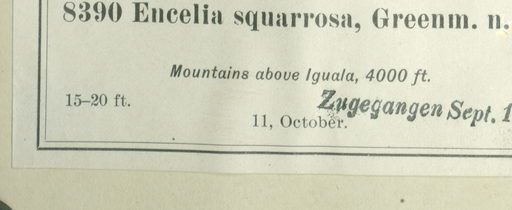 8390 Encelia squarrosa, Greenm. n.
Mountains above Iguala, 4000 ft.
15–20 ft.
Zugegangen Sept. 1
11, October.